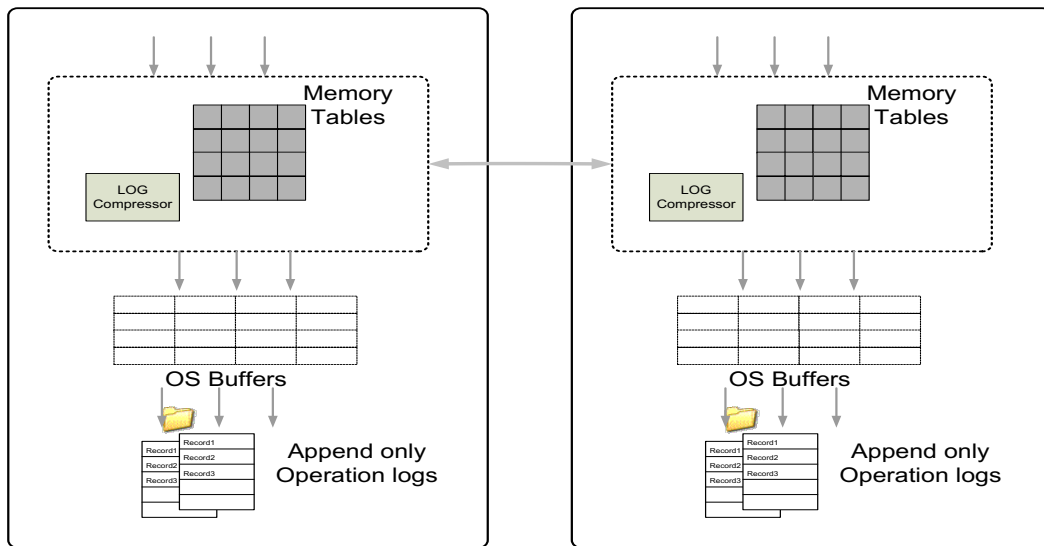 Memory
Tables
LOG
Compressor
OS Buffers
Record1
Record2
Record3
Record1
Record2
Record3
Append only
Operation logs
Memory
Tables
LOG
Compressor
OS Buffers
Record1
Record2
Record3
Record1
Record2
Record3
Append only
Operation logs